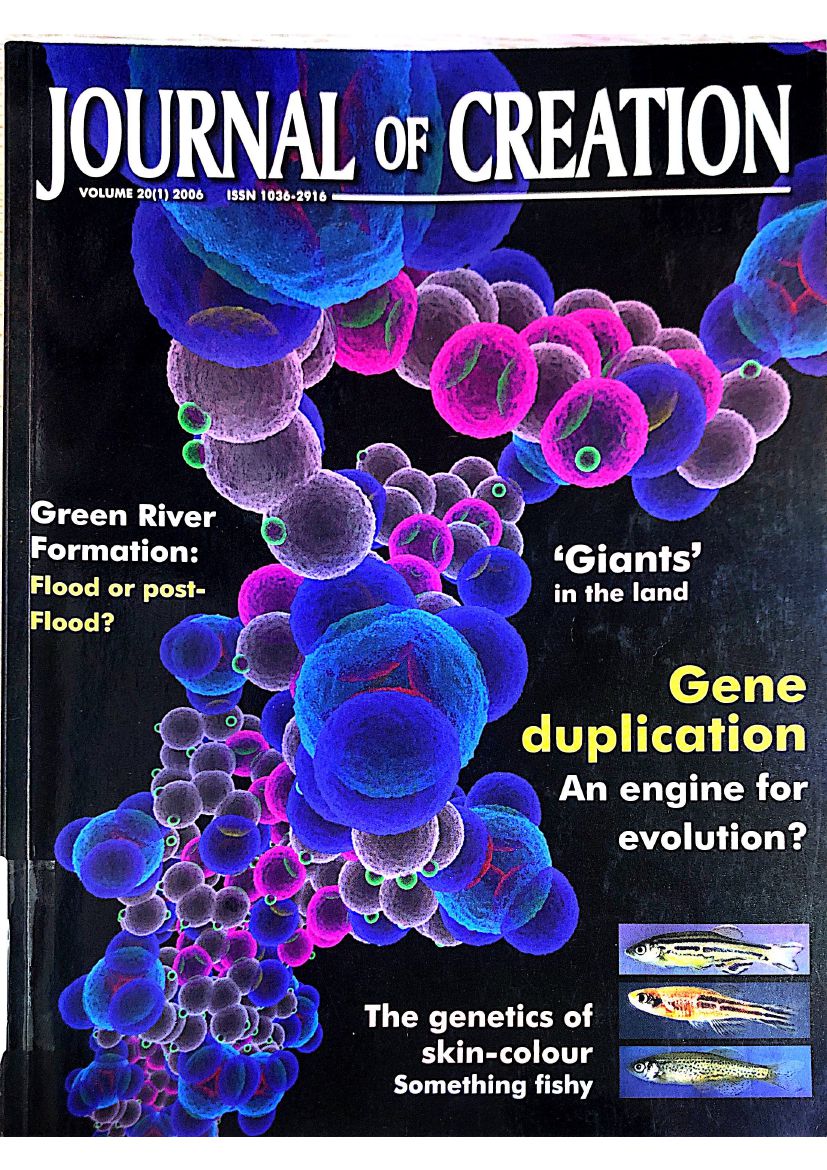 JOURNAL OF CREATION
VOLUME 20(1) 2006 ISSN 1036-2916
Green River
Formation:
Flood or post-
Flood?
‘Giants’
in the land
Gene
duplication
An engine for
evolution?
The genetics of
skin-colour
Something fishy